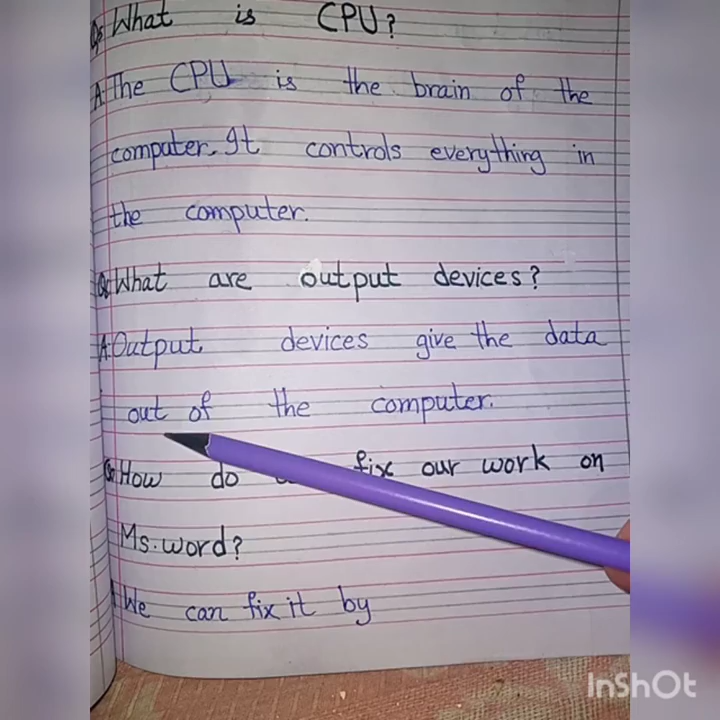 Q5 What is CPU?
A: The CPU is the brain of the
computer. It controls everything in
the computer.
Q6 What are output devices?
A: Output devices give the data
out of the computer.
How do fix our work on
Ms. word?
We can fix it by
InShOt